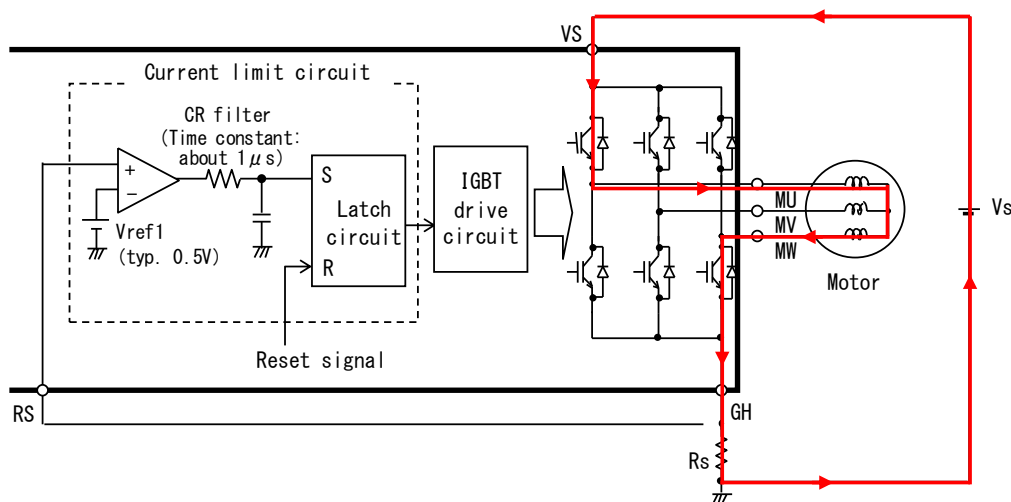 VS
Current limit circuit
CR filter
(Time constant:
about 1μs)
+
−
Vref1
(typ. 0.5V)
S
Latch
circuit
R
IGBT
drive
circuit
Reset signal
MU
MV
MW
Motor
Vs
RS
GH
Rs